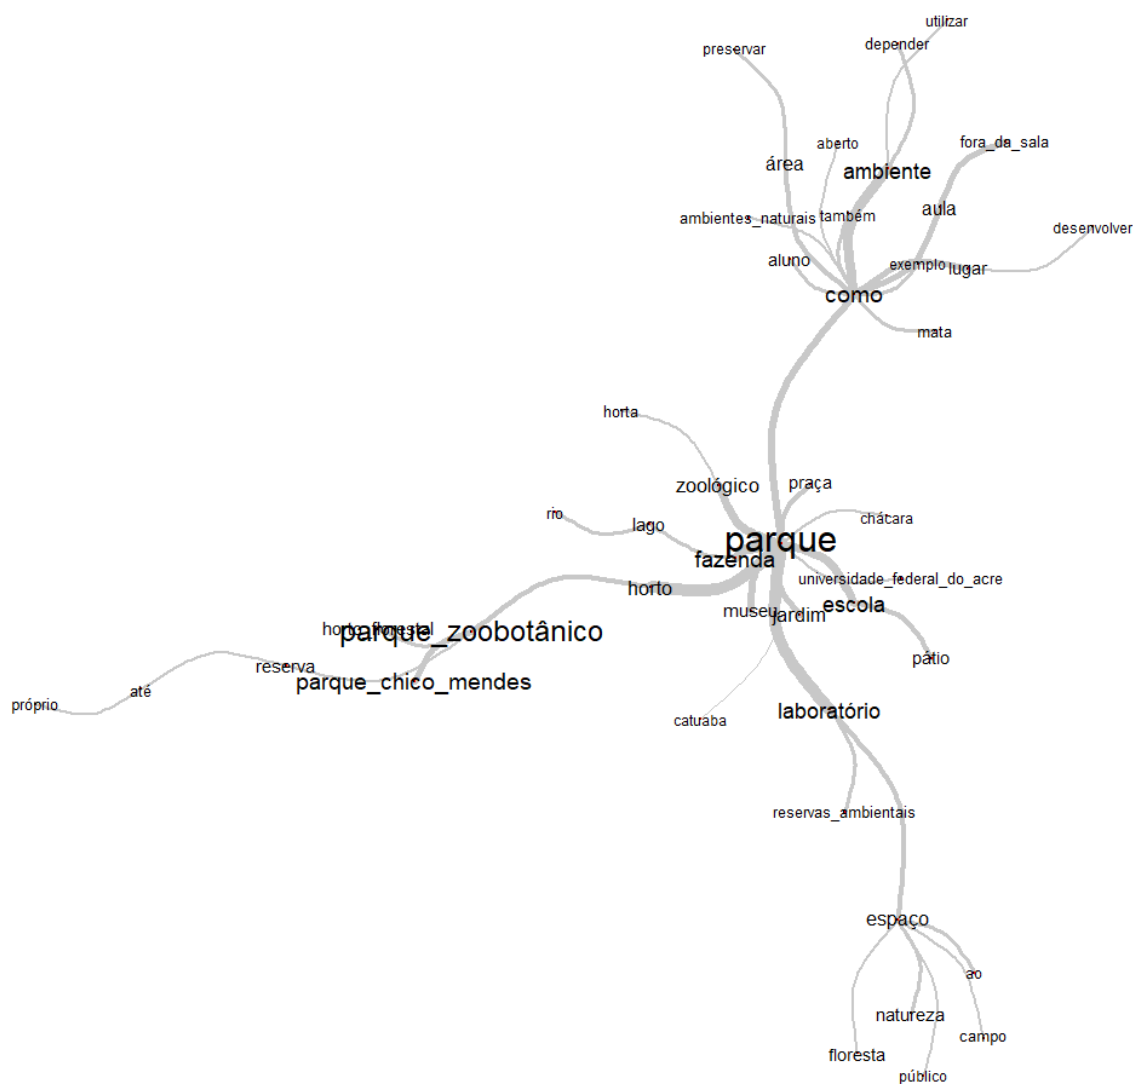 utilizar
depender
preservar
aberto
fora_da_sala
área
ambiente
aula
ambientes_naturais
também
desenvolver
aluno
exemplo
lugar
como
mata
horta
zoológico
praça
rio
lago
chácara
parque
fazenda
universidade_federal_do_acre
horto
escola
museu
jardim
horto_florestal
parque_zoobotânico
pátio
reserva
parque_chico_mendes
até
próprio
catuaba
laboratório
reservas_ambientais
espaço
ao
natureza
campo
floresta
público